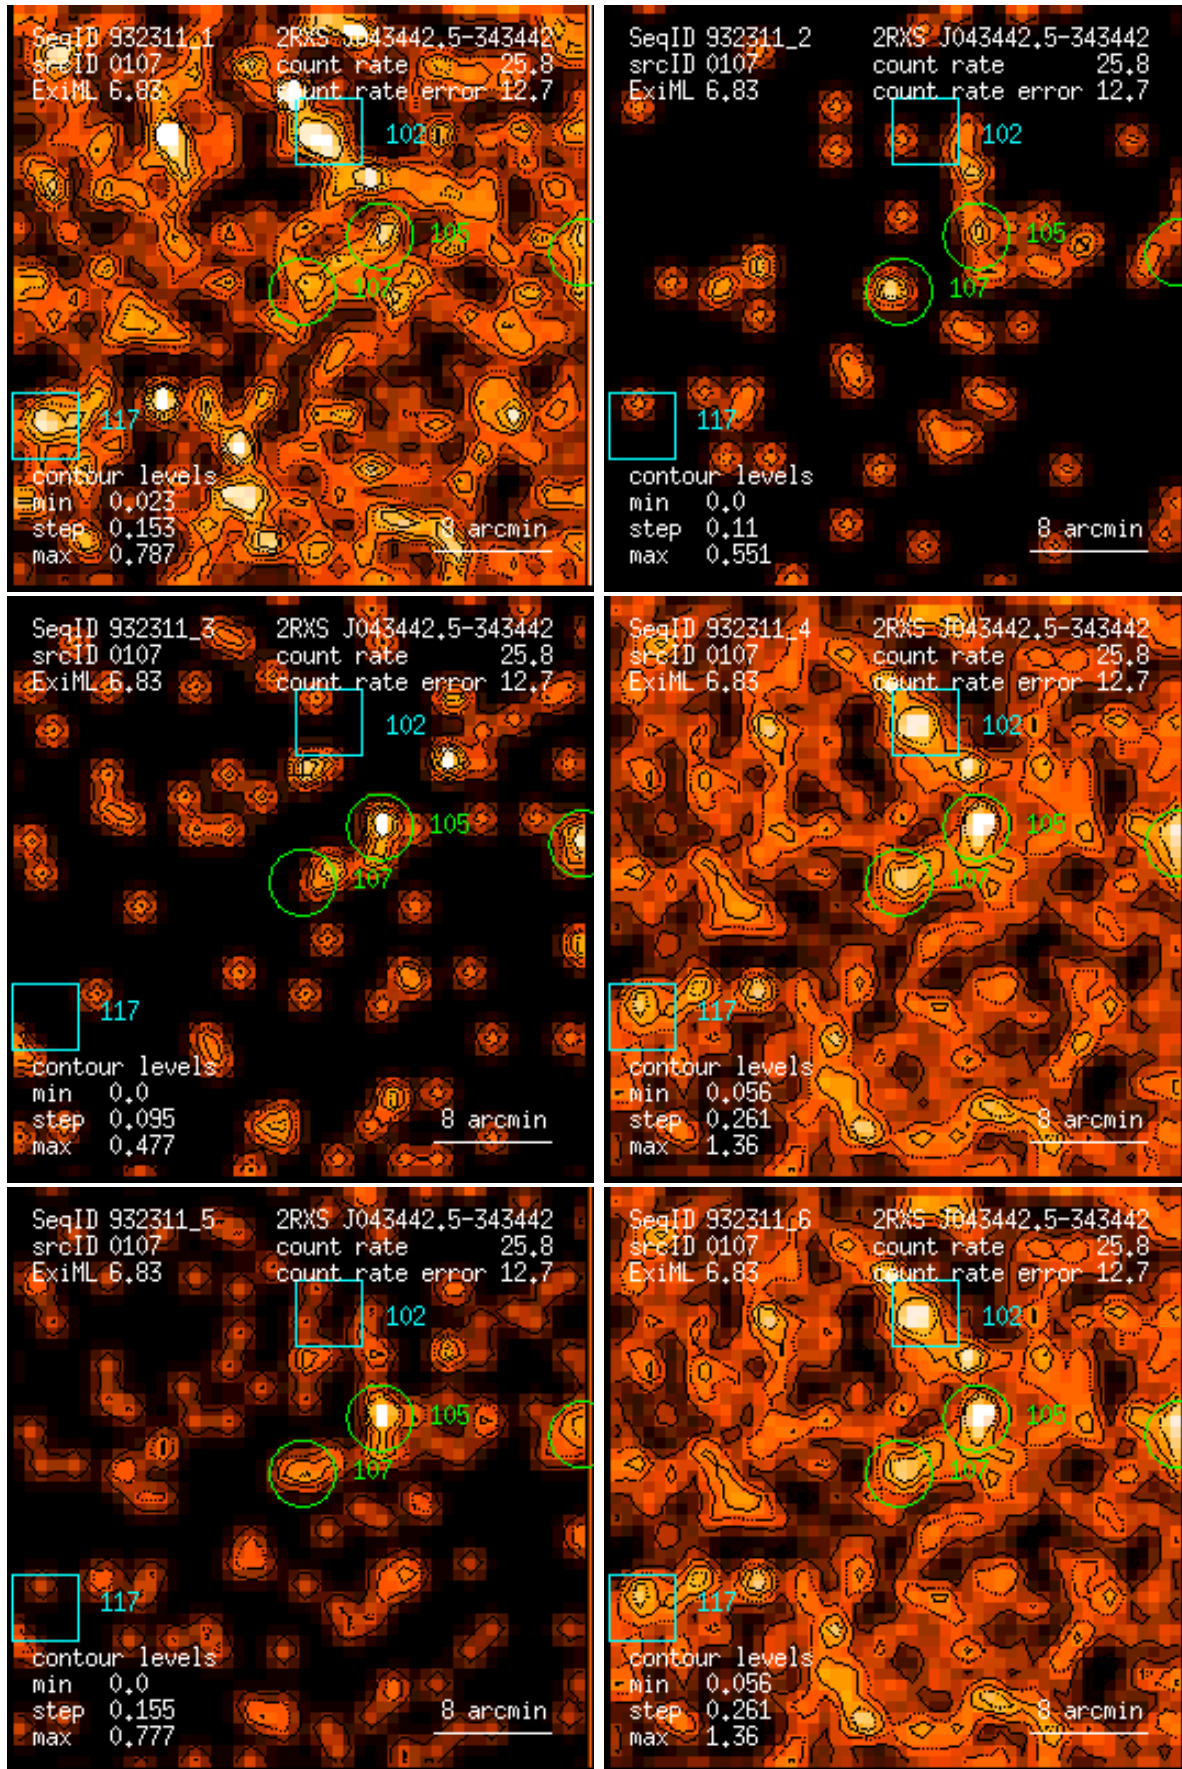 SeqID 932311_1 2RXS J043442.5-343442
srcID 0107 count rate 25.8
ExiML 6.83 count rate error 12.7
102
105
107
117
contour levels
min 0.023
step 0.153 8 arcmin
max 0.787
SeqID 932311_2 2RXS J043442.5-343442
srcID 0107 count rate 25.8
ExiML 6.83 count rate error 12.7
102
105
107
117
contour levels
min 0.0
step 0.11 8 arcmin
max 0.551
SeqID 932311_3 2RXS J043442.5-343442
srcID 0107 count rate 25.8
ExiML 6.83 count rate error 12.7
102
105
107
117
contour levels
min 0.0
step 0.095 8 arcmin
max 0.477
SeqID 932311_4 2RXS J043442.5-343442
srcID 0107 count rate 25.8
ExiML 6.83 count rate error 12.7
102
105
107
117
contour levels
min 0.056
step 0.261 8 arcmin
max 1.36
SeqID 932311_5 2RXS J043442.5-343442
srcID 0107 count rate 25.8
ExiML 6.83 count rate error 12.7
102
105
107
117
contour levels
min 0.0
step 0.155 8 arcmin
max 0.777
SeqID 932311_6 2RXS J043442.5-343442
srcID 0107 count rate 25.8
ExiML 6.83 count rate error 12.7
102
105
107
117
contour levels
min 0.056
step 0.261 8 arcmin
max 1.36